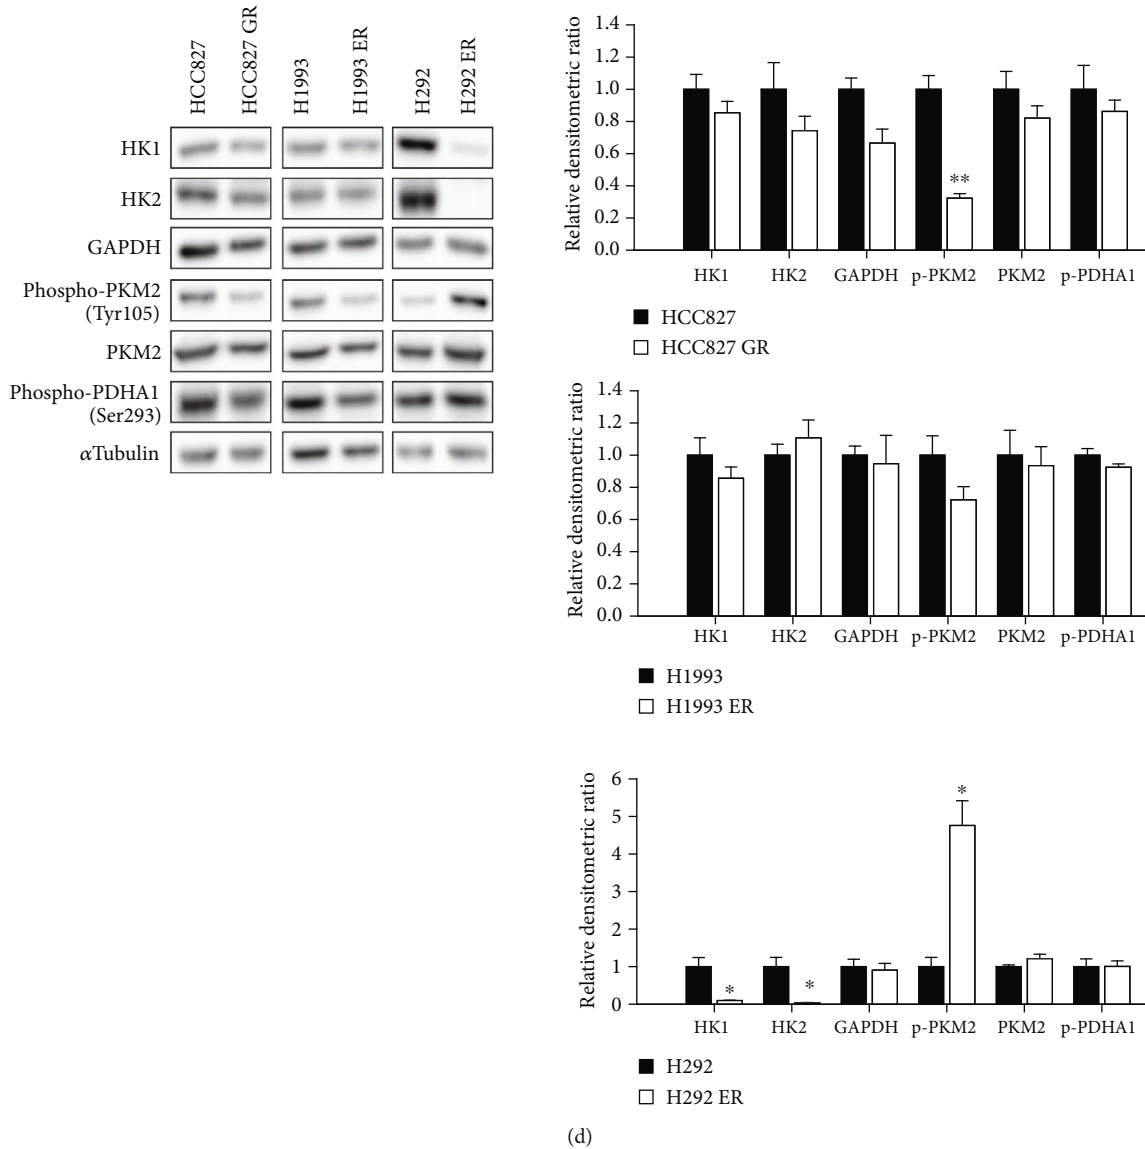 HCC827
HCC827 GR
H1993
H1993 ER
H292
H292 ER
HK1
HK2
GAPDH
Phospho-PKM2
(Tyr105)
PKM2
Phospho-PDHA1
(Ser293)
αTubulin
Relative densitometric ratio
1.4
1.2
1.0
0.8
0.6
0.4
0.2
0.0
**
HK1 HK2 GAPDH p-PKM2 PKM2 p-PDHA1
HCC827
HCC827 GR
Relative densitometric ratio
1.4
1.2
1.0
0.8
0.6
0.4
0.2
0.0
HK1 HK2 GAPDH p-PKM2 PKM2 p-PDHA1
H1993
H1993 ER
Relative densitometric ratio
6
5
4
3
2
1
0
* * *
HK1 HK2 GAPDH p-PKM2 PKM2 p-PDHA1
H292
H292 ER
(d)